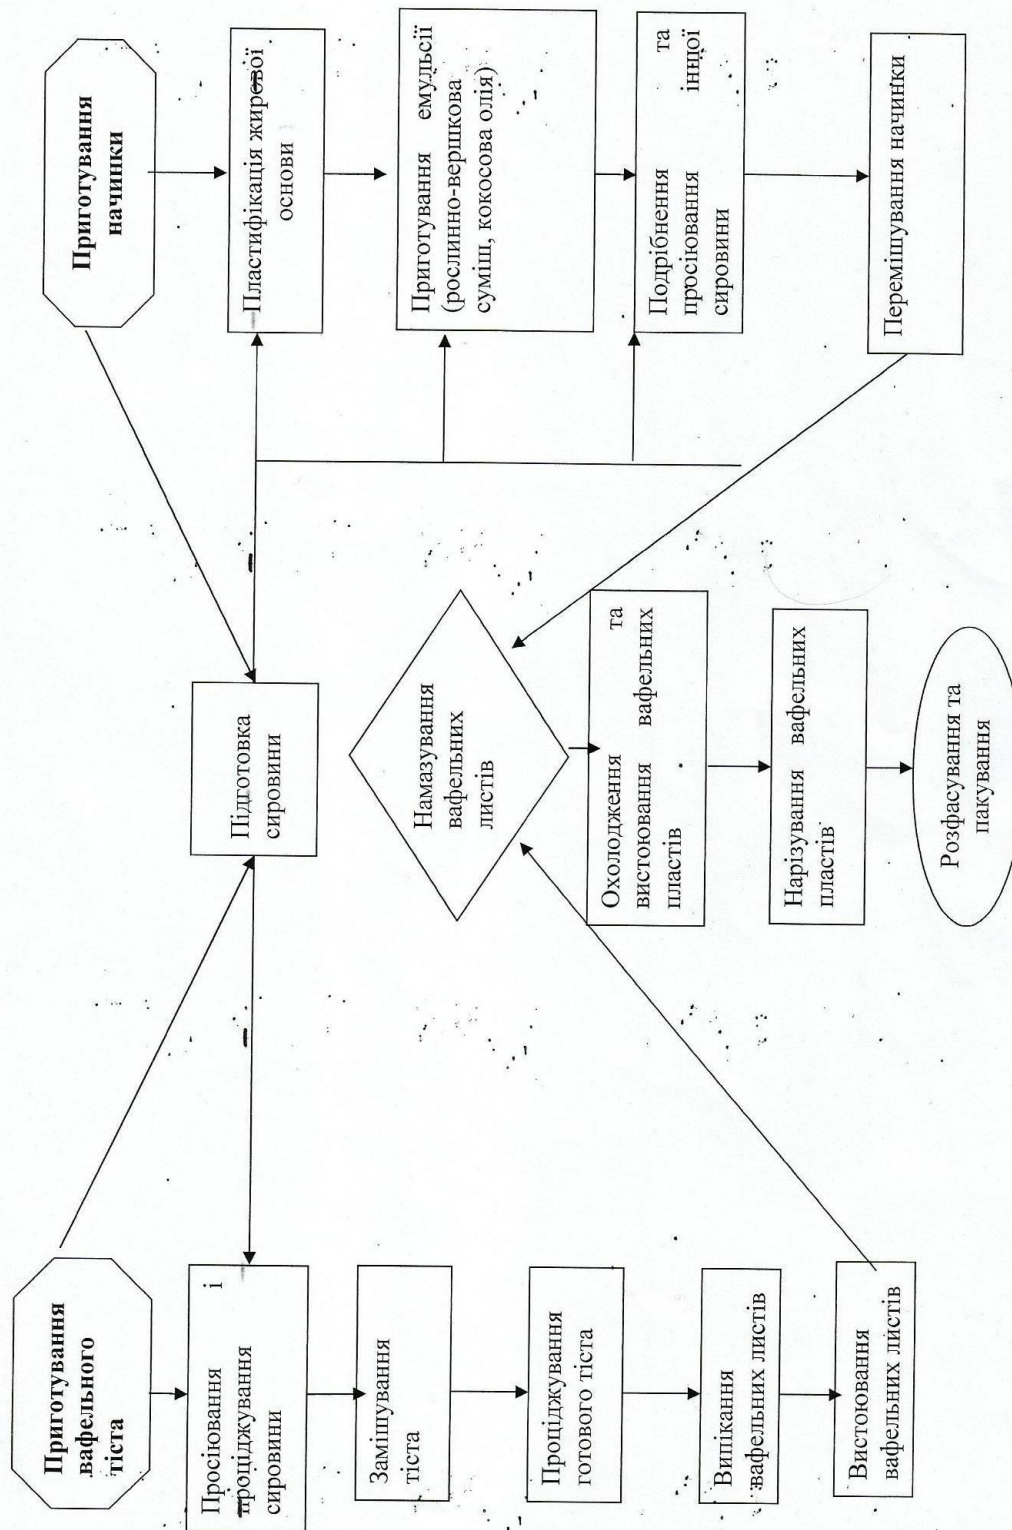 Приготування
вафельного
тіста
Просіювання і
проціджування
сировини
Замішування
тіста
Проціджування
готового тіста
Випікання
вафельних листів
Вистоювання
вафельних листів
Підготовка
сировини
Намазування
вафельних
листів
Охолодження та
вистоювання вафельних
пластів
Нарізування вафельних
пластів
Розфасування та
пакування
Приготування
начинки
Пластифікація жирової
основи
Приготування емульсії
(рослинно-вершкова
суміш, кокосова олія)
Подрібнення та
просіювання іншої
сировини
Перемішування начинки